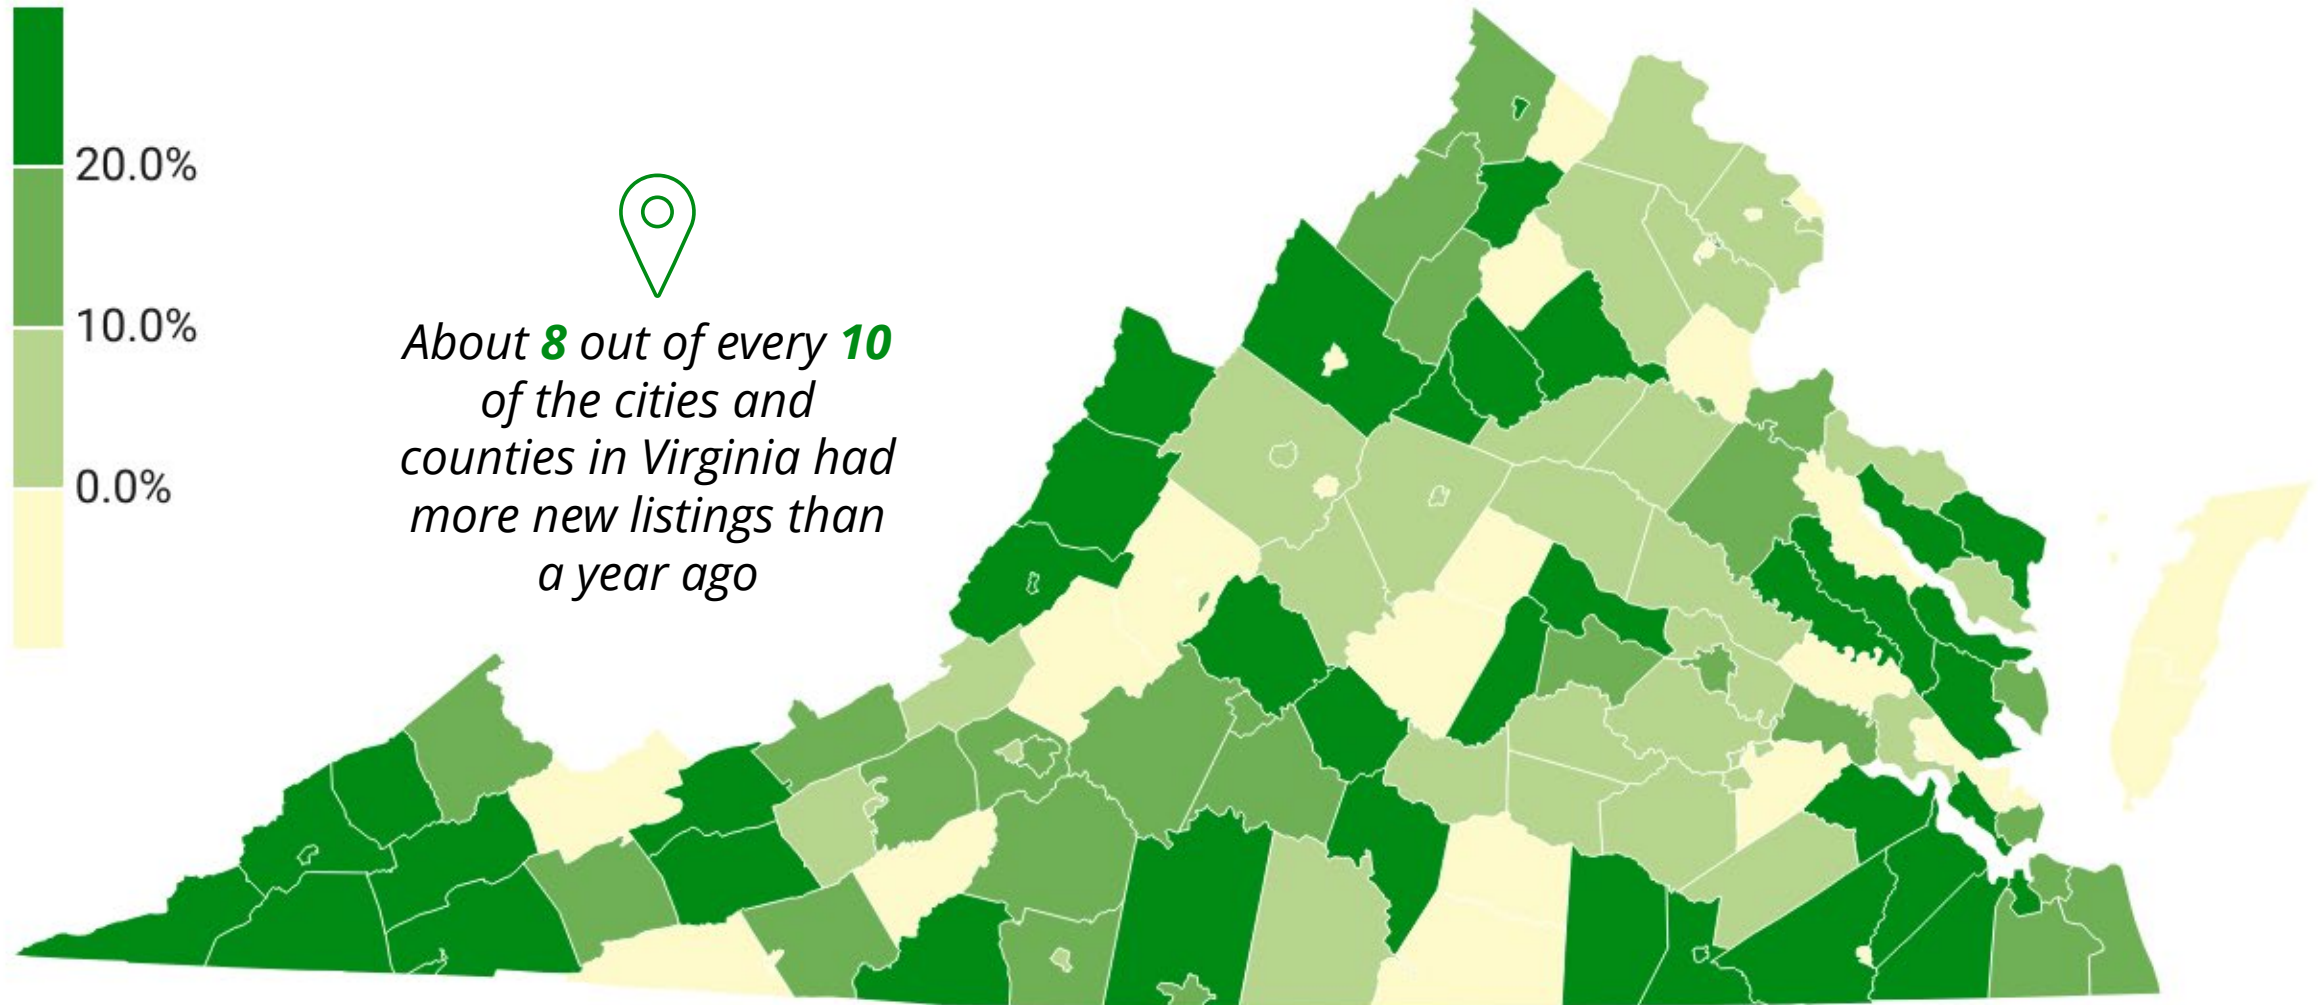 20.0%
10.0%
0.0%
About 8 out of every 10
of the cities and
counties in Virginia had
more new listings than
a year ago